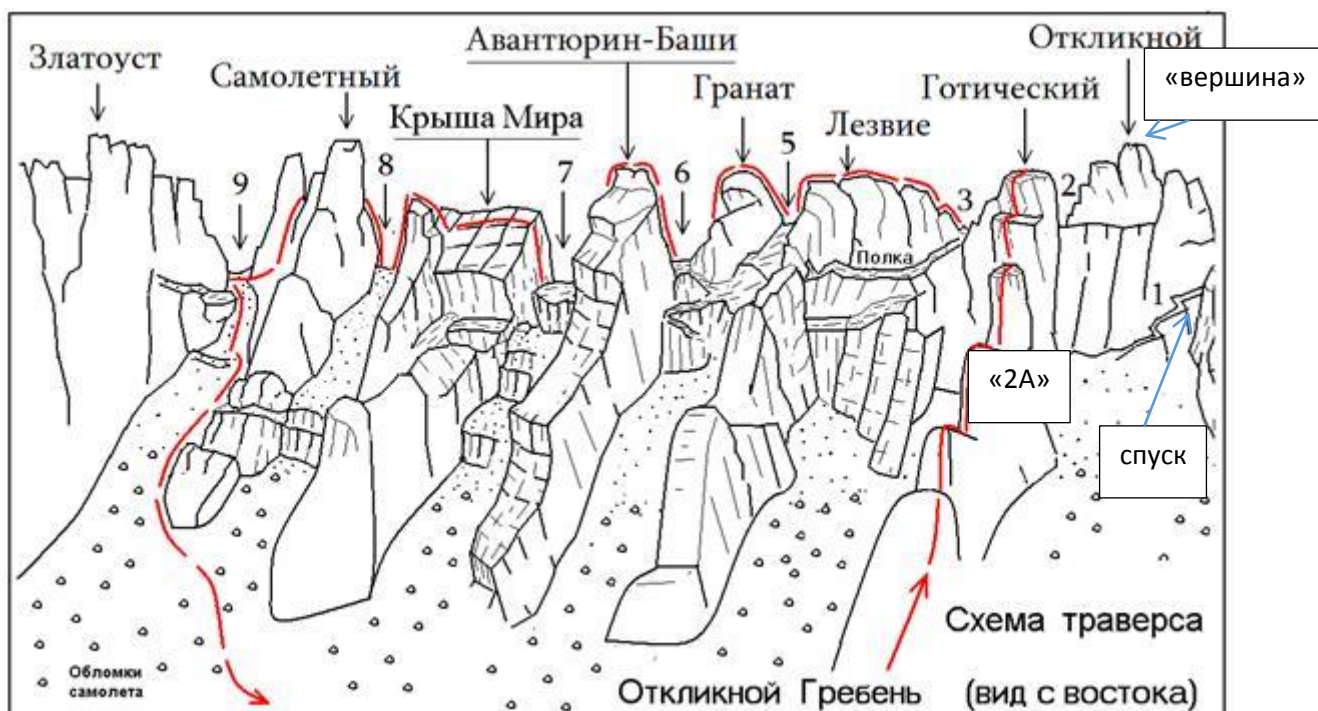 Златоуст
Самолетный
Авантюрин-Баши
Крыша Мира
Гранат
Лезвие
Готический
Откликной
«вершина»
9
8
7
6
5
3
2
1
Полка
«2А»
спуск
Обломки
самолета
Схема траверса
Откликной Гребень (вид с востока)